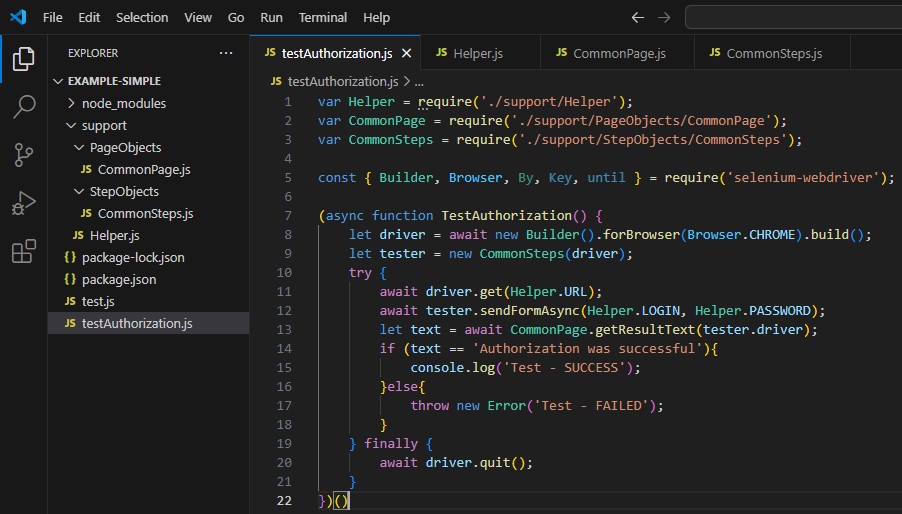 File Edit Selection View Go Run Terminal Help
EXPLORER
EXAMPLE-SIMPLE
node_modules
support
PageObjects
JS CommonPage.js
StepObjects
JS CommonSteps.js
JS Helper.js
{} package-lock.json
{} package.json
JS test.js
JS testAuthorization.js
JS testAuthorization.js JS Helper.js JS CommonPage.js JS CommonSteps.js
JS testAuthorization.js > ...
1 var Helper = require('./support/Helper');
2 var CommonPage = require('./support/PageObjects/CommonPage');
3 var CommonSteps = require('./support/StepObjects/CommonSteps');
4
5 const { Builder, Browser, By, Key, until } = require('selenium-webdriver');
6
7 (async function TestAuthorization() {
8 let driver = await new Builder().forBrowser(Browser.CHROME).build();
9 let tester = new CommonSteps(driver);
10 try {
11 await driver.get(Helper.URL);
12 await tester.sendFormAsync(Helper.LOGIN, Helper.PASSWORD);
13 let text = await CommonPage.getResultText(tester.driver);
14 if (text == 'Authorization was successful'){
15 console.log('Test - SUCCESS');
16 }else{
17 throw new Error('Test - FAILED');
18 }
19 } finally {
20 await driver.quit();
21 }
22 })()